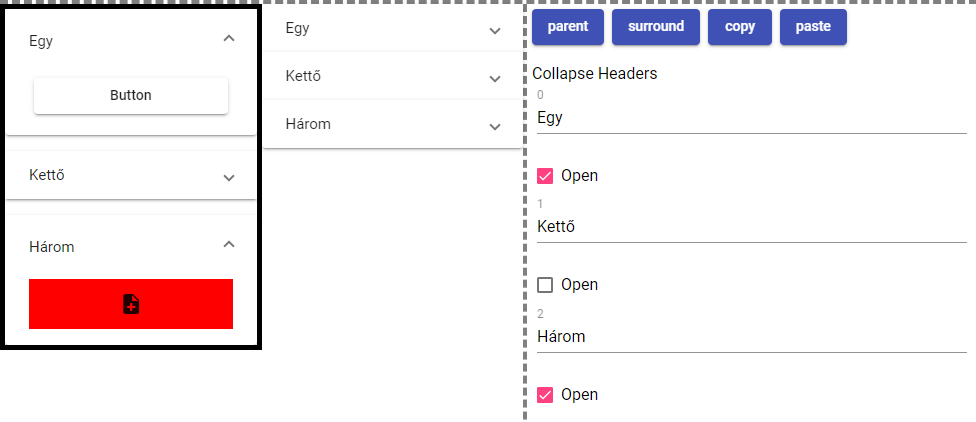 Egy
Button
Kettő
Három
Egy
Kettő
Három
parent surround copy paste
Collapse Headers
0
Egy
Open
1
Kettő
Open
2
Három
Open